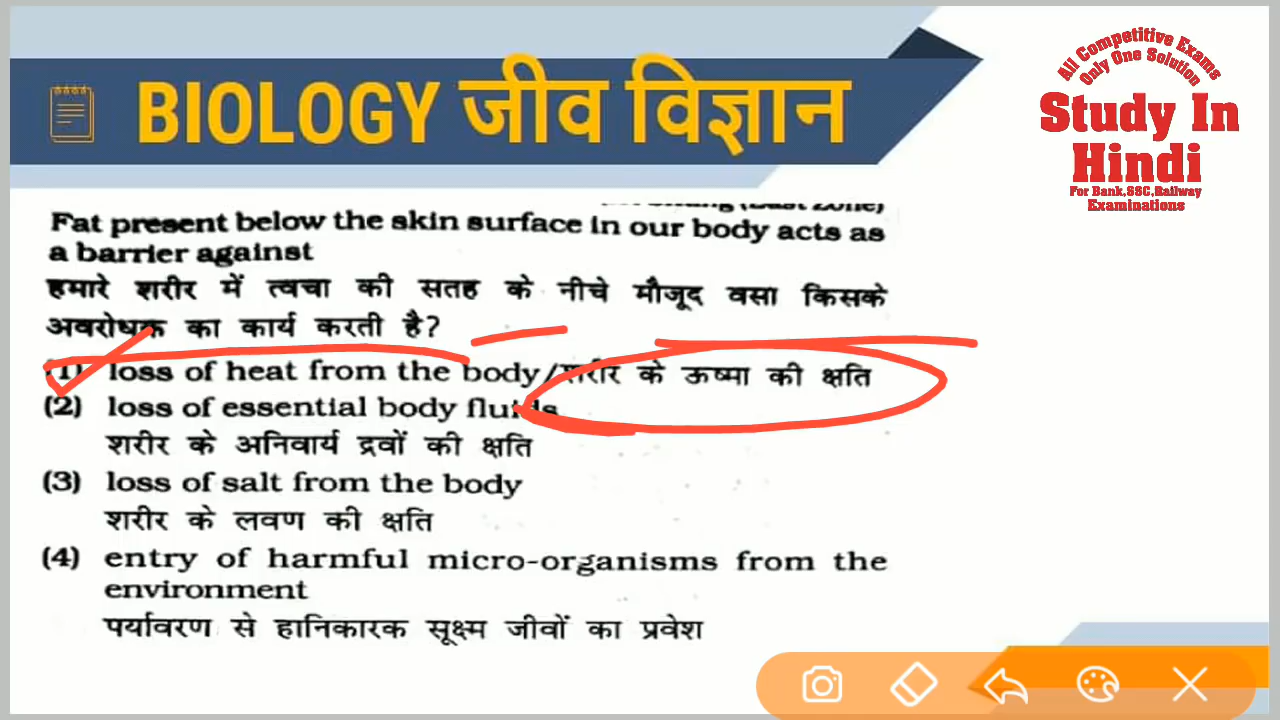 All Competitive Exams
Only One Solution
Study In
Hindi
For Bank,SSC,Railway
Examinations
BIOLOGY जीव विज्ञान
(East Zone)
Fat present below the skin surface in our body acts as
a barrier against
हमारे शरीर में त्वचा की सतह के नीचे मौजूद वसा किसके
अवरोधक का कार्य करती है?
(1) loss of heat from the body/शरीर के ऊष्मा की क्षति
(2) loss of essential body fluids
शरीर के अनिवार्य द्रवों की क्षति
(3) loss of salt from the body
शरीर के लवण की क्षति
(4) entry of harmful micro-organisms from the
environment
पर्यावरण से हानिकारक सूक्ष्म जीवों का प्रवेश